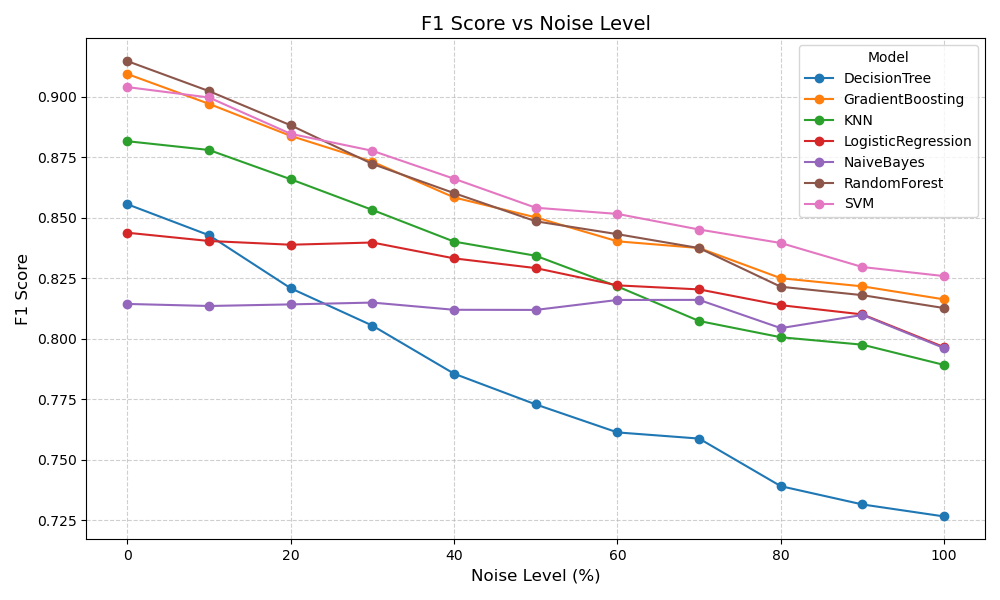 F1 Score vs Noise Level
Model
DecisionTree
GradientBoosting
KNN
LogisticRegression
NaiveBayes
RandomForest
SVM
F1 Score
0.900
0.875
0.850
0.825
0.800
0.775
0.750
0.725
0 20 40 60 80 100
Noise Level (%)